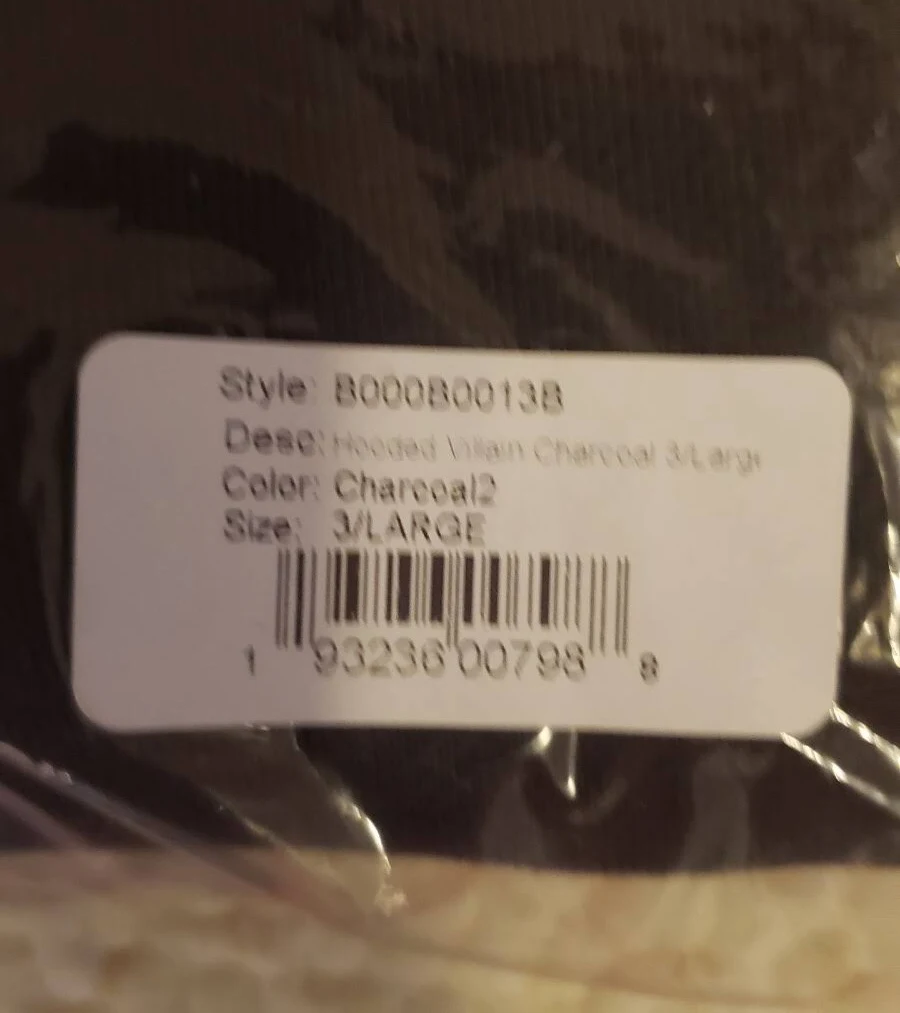 Style: B000B0013B
Desc: Hooded Villain Charcoal 3/Large
Color: Charcoal2
Size: 3/LARGE
1 93236 00798 8